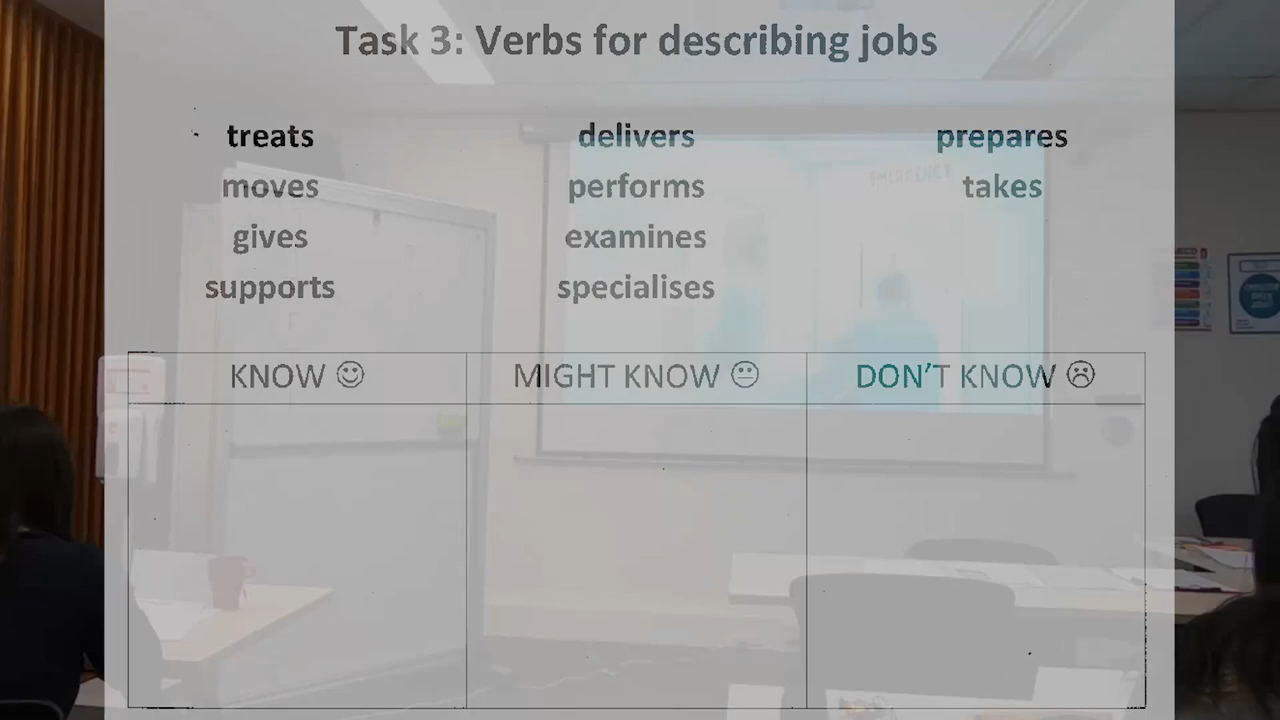 Task 3: Verbs for describing jobs
treats delivers prepares
moves performs takes
gives examines
supports specialises
KNOW ☺ MIGHT KNOW 😐 DON'T KNOW ☹